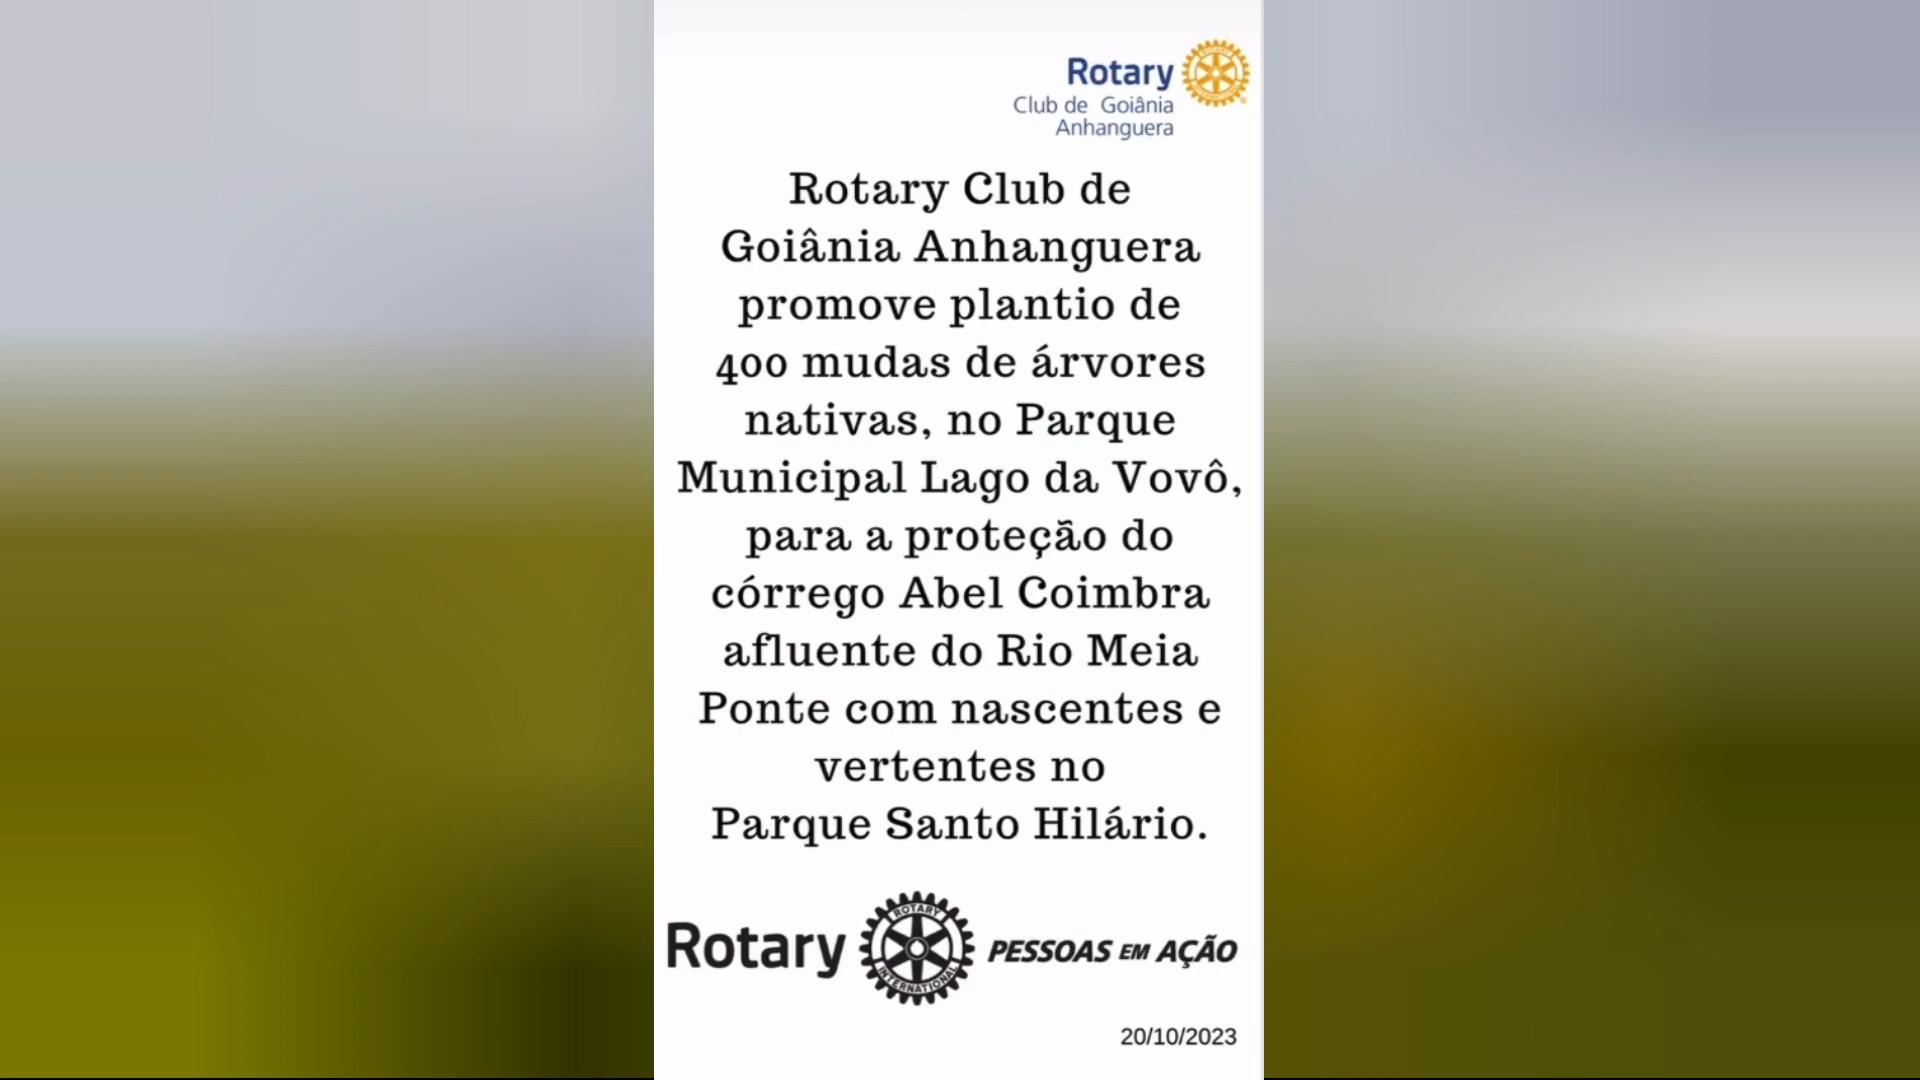 Rotary
Club de Goiânia
Anhanguera
Rotary Club de
Goiânia Anhanguera
promove plantio de
400 mudas de árvores
nativas, no Parque
Municipal Lago da Vovô,
para a proteção do
córrego Abel Coimbra
afluente do Rio Meia
Ponte com nascentes e
vertentes no
Parque Santo Hilário.
Rotary
ROTARY
INTERNATIONAL
PESSOAS EM AÇÃO
20/10/2023